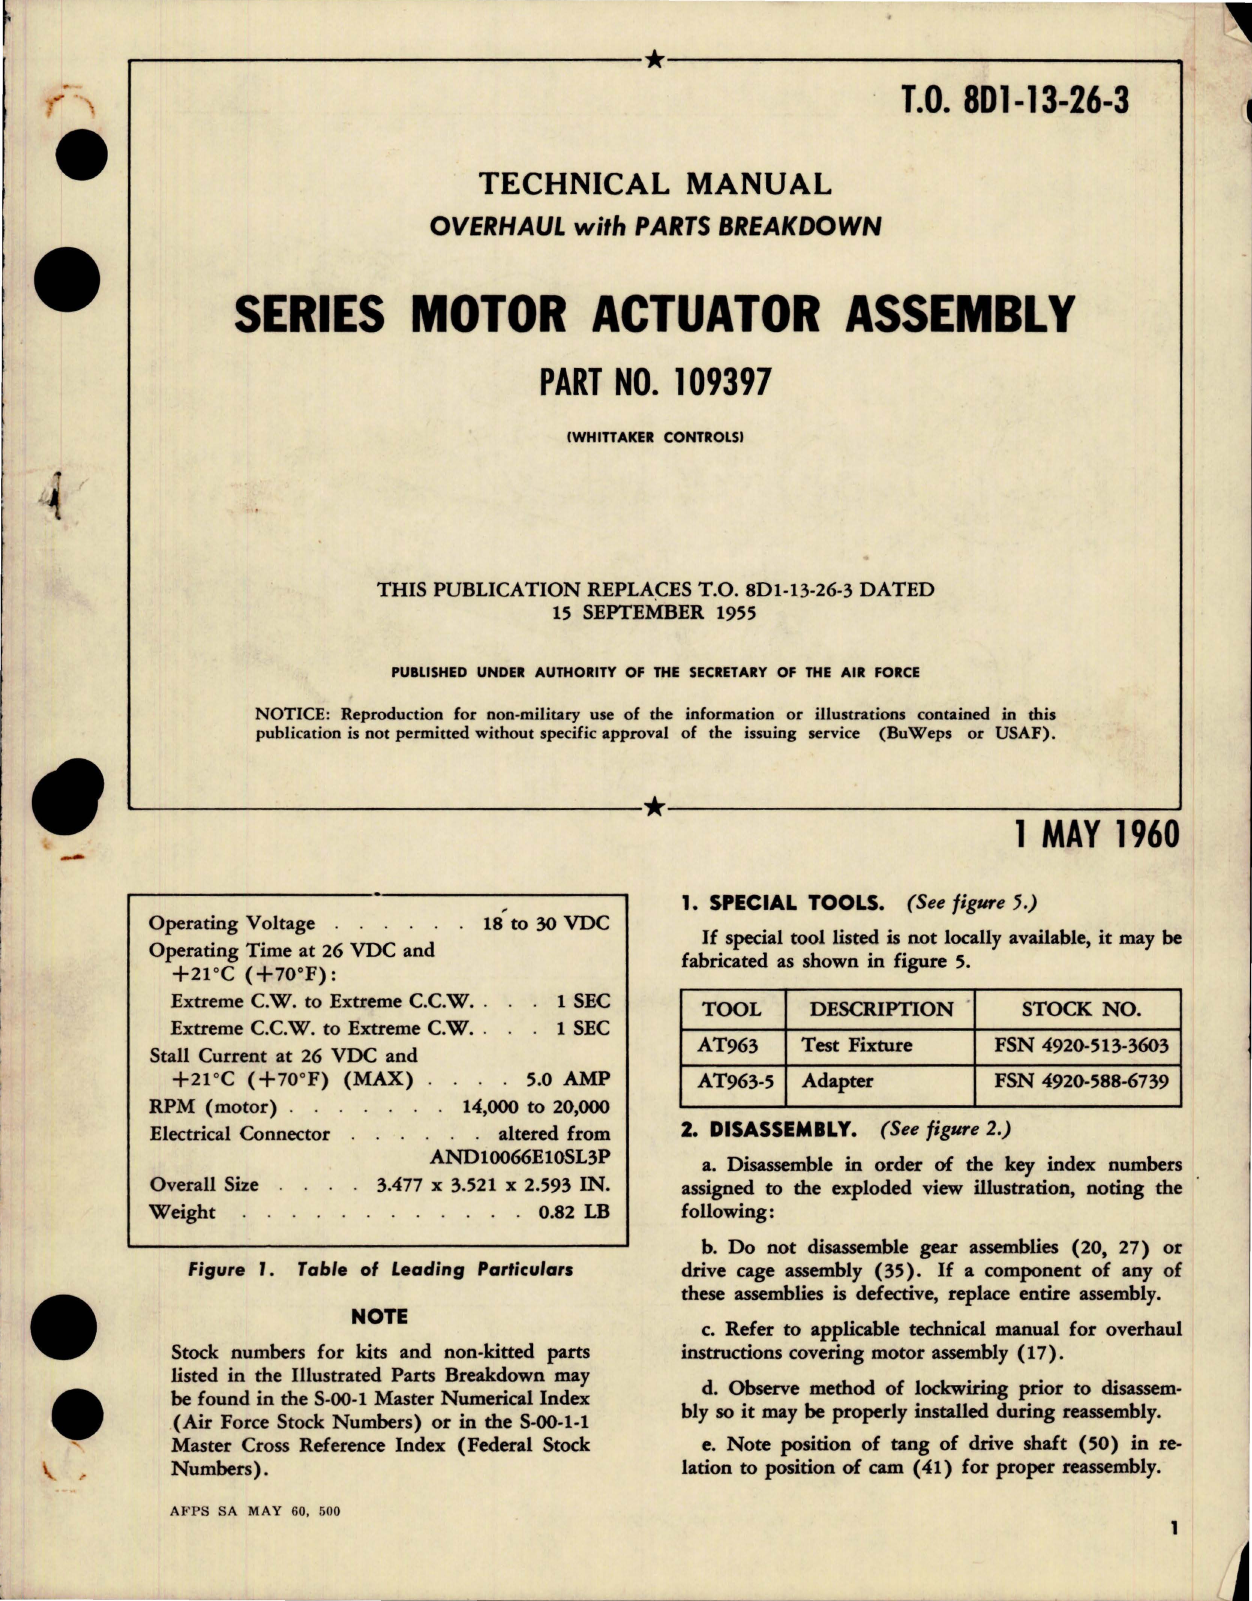 T.O. 8D1-13-26-3
TECHNICAL MANUAL
OVERHAUL with PARTS BREAKDOWN
SERIES MOTOR ACTUATOR ASSEMBLY
PART NO. 109397
(WHITTAKER CONTROLS)
THIS PUBLICATION REPLACES T.O. 8D1-13-26-3 DATED
15 SEPTEMBER 1955
PUBLISHED UNDER AUTHORITY OF THE SECRETARY OF THE AIR FORCE
NOTICE: Reproduction for non-military use of the information or illustrations contained in this
publication is not permitted without specific approval of the issuing service (BuWeps or USAF).
1 MAY 1960
Operating Voltage . . . . . . 18 to 30 VDC
Operating Time at 26 VDC and
+21°C (+70°F):
Extreme C.W. to Extreme C.C.W. . . . 1 SEC
Extreme C.C.W. to Extreme C.W. . . . 1 SEC
Stall Current at 26 VDC and
+21°C (+70°F) (MAX) . . . . 5.0 AMP
RPM (motor) . . . . . . . 14,000 to 20,000
Electrical Connector . . . . . . altered from
AND10066E10SL3P
Overall Size . . . . 3.477 x 3.521 x 2.593 IN.
Weight . . . . . . . . . . . . 0.82 LB
Figure 1. Table of Leading Particulars
NOTE
Stock numbers for kits and non-kitted parts
listed in the Illustrated Parts Breakdown may
be found in the S-00-1 Master Numerical Index
(Air Force Stock Numbers) or in the S-00-1-1
Master Cross Reference Index (Federal Stock
Numbers).
AFPS SA MAY 60, 500
1. SPECIAL TOOLS. (See figure 5.)
If special tool listed is not locally available, it may be
fabricated as shown in figure 5.
TOOL DESCRIPTION STOCK NO.
AT963 Test Fixture FSN 4920-513-3603
AT963-5 Adapter FSN 4920-588-6739
2. DISASSEMBLY. (See figure 2.)
a. Disassemble in order of the key index numbers
assigned to the exploded view illustration, noting the
following:
b. Do not disassemble gear assemblies (20, 27) or
drive cage assembly (35). If a component of any of
these assemblies is defective, replace entire assembly.
c. Refer to applicable technical manual for overhaul
instructions covering motor assembly (17).
d. Observe method of lockwiring prior to disassem-
bly so it may be properly installed during reassembly.
e. Note position of tang of drive shaft (50) in re-
lation to position of cam (41) for proper reassembly.
1